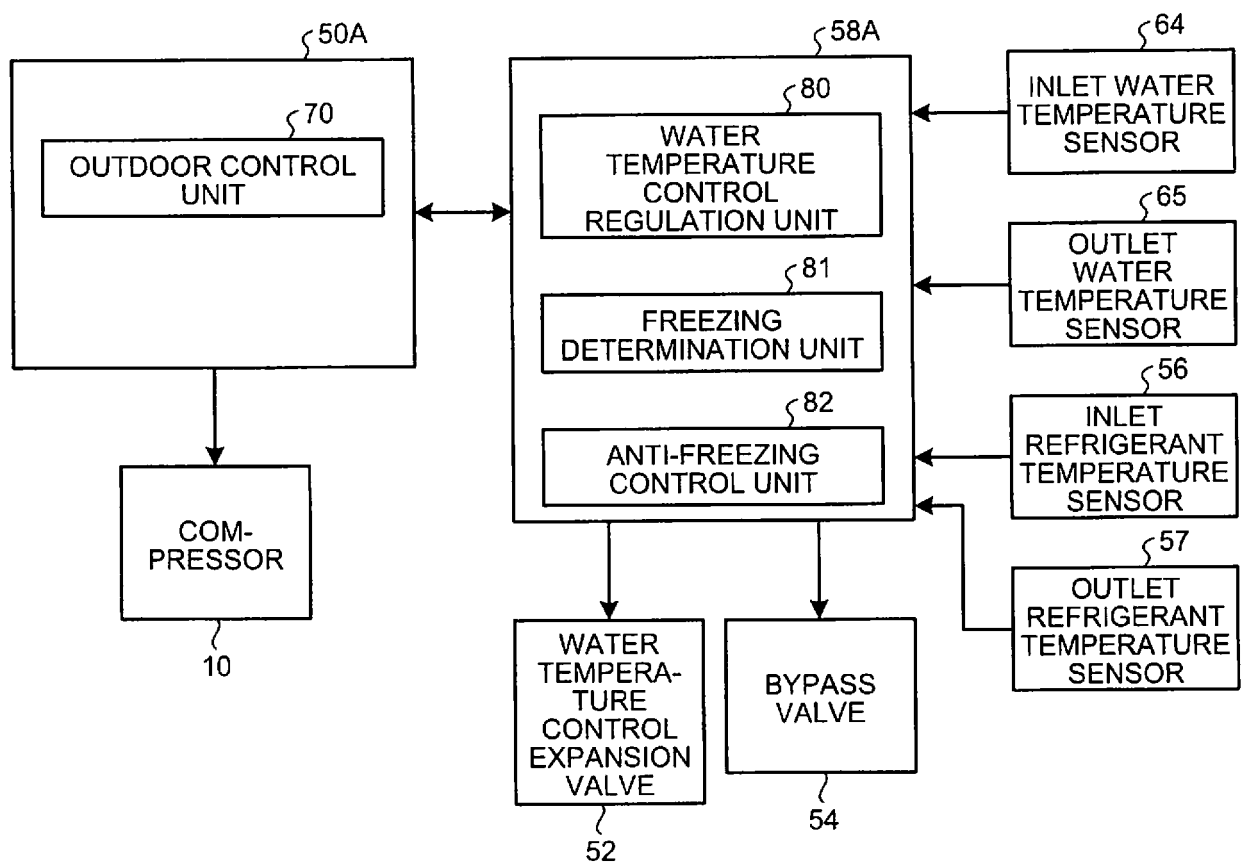 50A
70
OUTDOOR CONTROL
UNIT
COM-
PRESSOR
10
58A
80
WATER
TEMPERATURE
CONTROL
REGULATION UNIT
81
FREEZING
DETERMINATION UNIT
82
ANTI-FREEZING
CONTROL UNIT
WATER
TEMPERA-
TURE
CONTROL
EXPANSION
VALVE
52
BYPASS
VALVE
54
64
INLET WATER
TEMPERATURE
SENSOR
65
OUTLET
WATER
TEMPERATURE
SENSOR
56
INLET
REFRIGERANT
TEMPERATURE
SENSOR
57
OUTLET
REFRIGERANT
TEMPERATURE
SENSOR